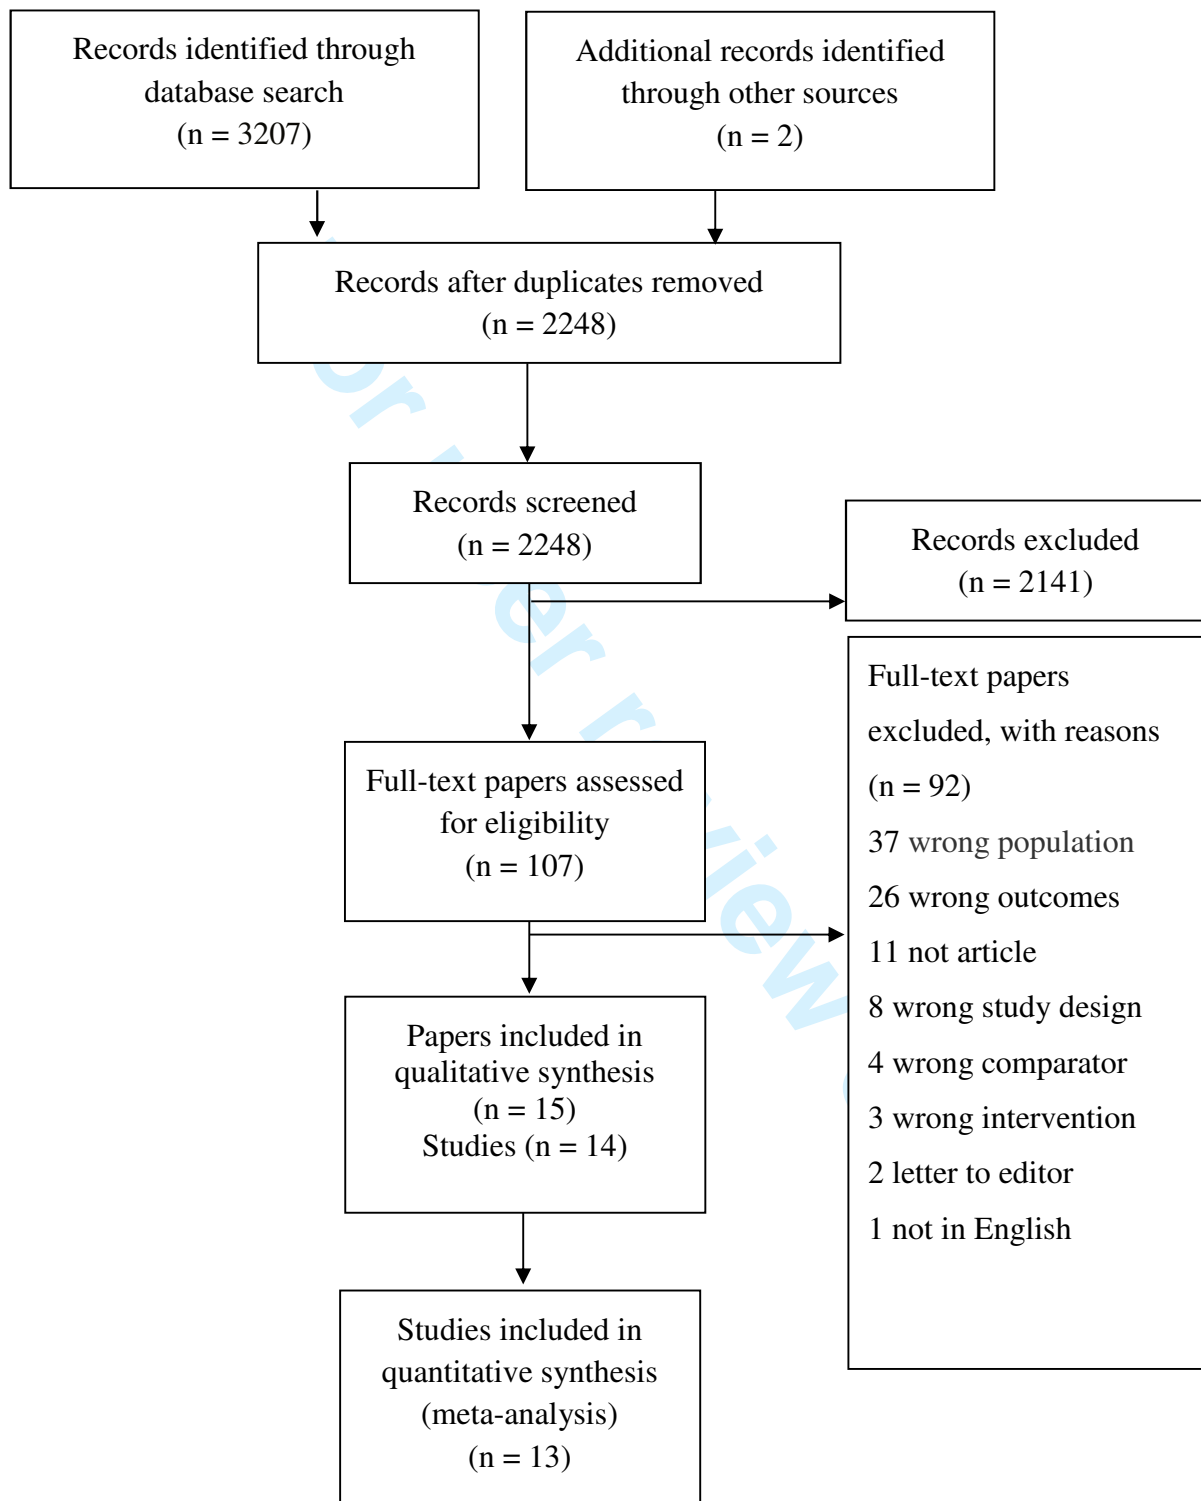 Records identified through
database search
(n = 3207)
Additional records identified
through other sources
(n = 2)
Records after duplicates removed
(n = 2248)
Records screened
(n = 2248)
Records excluded
(n = 2141)
Full-text papers assessed
for eligibility
(n = 107)
Full-text papers
excluded, with reasons
(n = 92)
37 wrong population
26 wrong outcomes
11 not article
8 wrong study design
4 wrong comparator
3 wrong intervention
2 letter to editor
1 not in English
Papers included in
qualitative synthesis
(n = 15)
Studies (n = 14)
Studies included in
quantitative synthesis
(meta-analysis)
(n = 13)